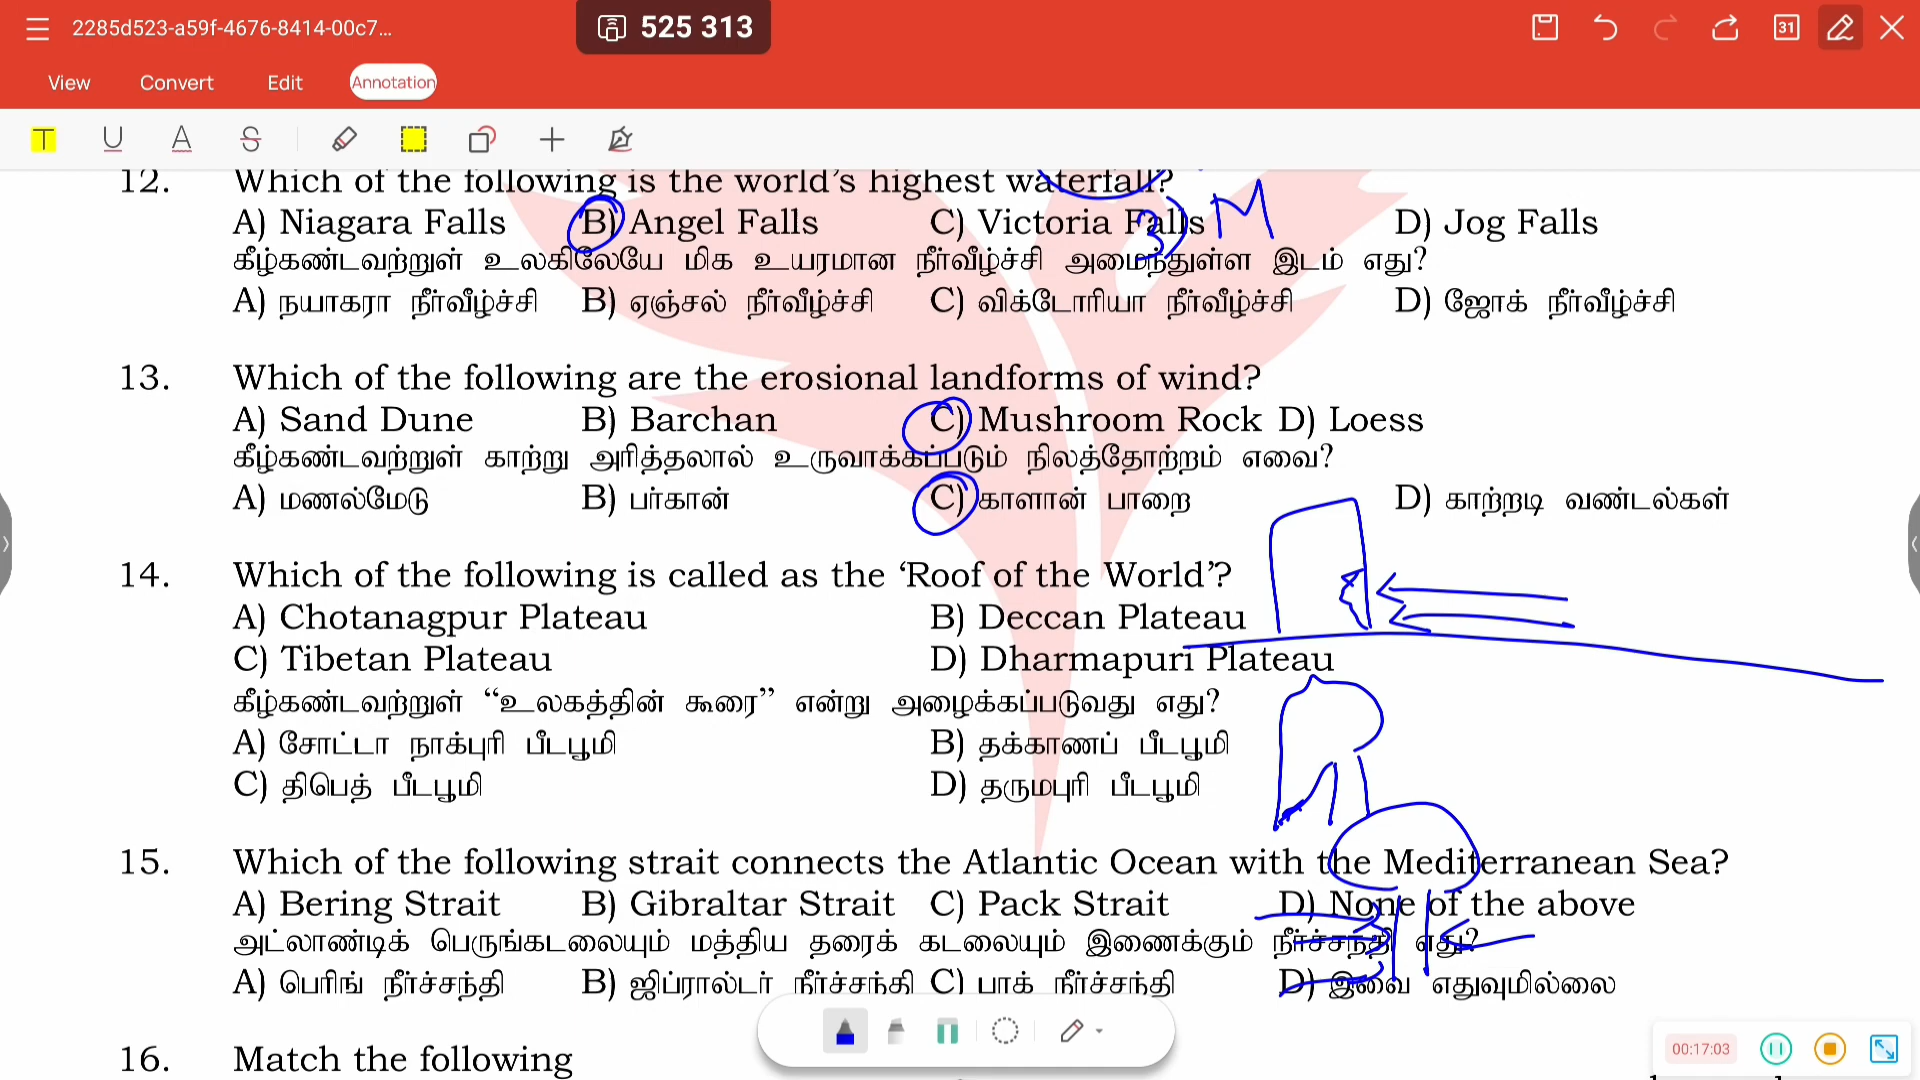 2285d523-a59f-4676-8414-00c7...
525 313
31
View Convert Edit Annotation
T U A S
12. Which of the following is the world's highest waterfall?
A) Niagara Falls B) Angel Falls C) Victoria Falls D) Jog Falls
3) M
கீழ்கண்டவற்றுள் உலகிலேயே மிக உயரமான நீர்வீழ்ச்சி அமைந்துள்ள இடம் எது?
A) நயாகரா நீர்வீழ்ச்சி B) ஏஞ்சல் நீர்வீழ்ச்சி C) விக்டோரியா நீர்வீழ்ச்சி D) ஜோக் நீர்வீழ்ச்சி
13. Which of the following are the erosional landforms of wind?
A) Sand Dune B) Barchan C) Mushroom Rock D) Loess
கீழ்கண்டவற்றுள் காற்று அரித்தலால் உருவாக்கப்படும் நிலத்தோற்றம் எவை?
A) மணல்மேடு B) பர்கான் C) காளான் பாறை D) காற்றடி வண்டல்கள்
14. Which of the following is called as the ‘Roof of the World’?
A) Chotanagpur Plateau B) Deccan Plateau
C) Tibetan Plateau D) Dharmapuri Plateau
கீழ்கண்டவற்றுள் “உலகத்தின் கூரை” என்று அழைக்கப்படுவது எது?
A) சோட்டா நாக்புரி பீடபூமி B) தக்காணப் பீடபூமி
C) திபெத் பீடபூமி D) தருமபுரி பீடபூமி
15. Which of the following strait connects the Atlantic Ocean with the Mediterranean Sea?
A) Bering Strait B) Gibraltar Strait C) Pack Strait D) None of the above
அட்லாண்டிக் பெருங்கடலையும் மத்திய தரைக் கடலையும் இணைக்கும் நீர்ச்சந்தி எது?
A) பெரிங் நீர்ச்சந்தி B) ஜிப்ரால்டர் நீர்ச்சந்தி C) பாக் நீர்ச்சந்தி D) இவை எதுவுமில்லை
16. Match the following
00:17:03